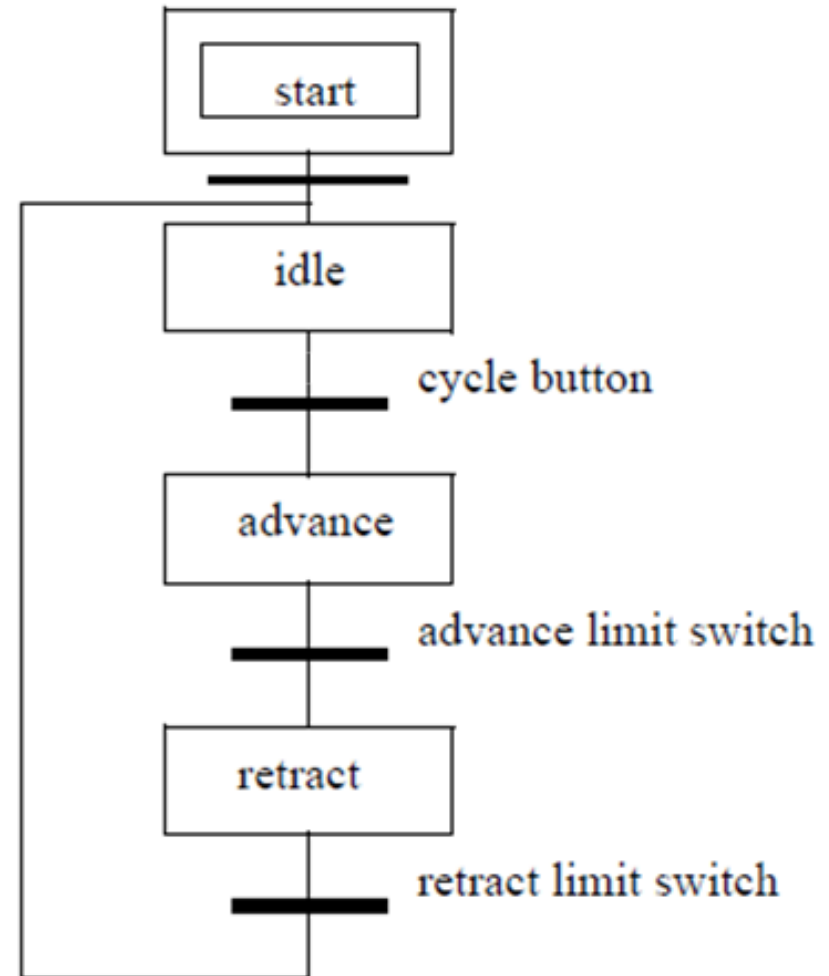 start
idle
cycle button
advance
advance limit switch
retract
retract limit switch